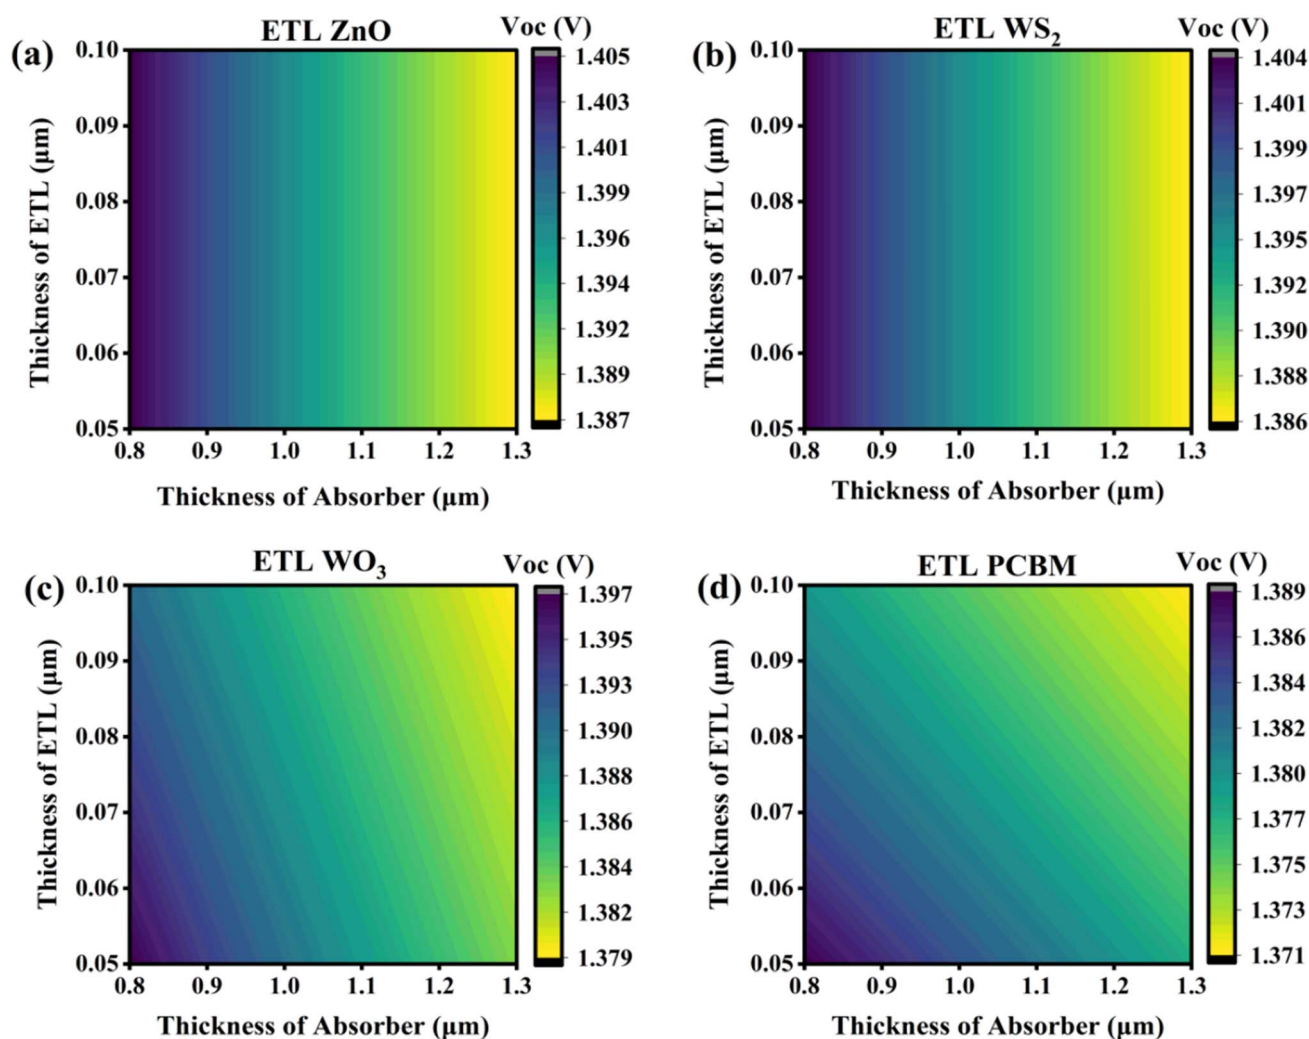 (a)
ETL ZnO
Voc (V)
Thickness of ETL (μm)
0.10
0.09
0.08
0.07
0.06
0.05
0.8 0.9 1.0 1.1 1.2 1.3
Thickness of Absorber (μm)
1.405
1.403
1.401
1.399
1.396
1.394
1.392
1.389
1.387
(b)
ETL WS₂
Voc (V)
Thickness of ETL (μm)
0.10
0.09
0.08
0.07
0.06
0.05
0.8 0.9 1.0 1.1 1.2 1.3
Thickness of Absorber (μm)
1.404
1.401
1.399
1.397
1.395
1.392
1.390
1.388
1.386
(c)
ETL WO₃
Voc (V)
Thickness of ETL (μm)
0.10
0.09
0.08
0.07
0.06
0.05
0.8 0.9 1.0 1.1 1.2 1.3
Thickness of Absorber (μm)
1.397
1.395
1.393
1.390
1.388
1.386
1.384
1.382
1.379
(d)
ETL PCBM
Voc (V)
Thickness of ETL (μm)
0.10
0.09
0.08
0.07
0.06
0.05
0.8 0.9 1.0 1.1 1.2 1.3
Thickness of Absorber (μm)
1.389
1.386
1.384
1.382
1.380
1.377
1.375
1.373
1.371